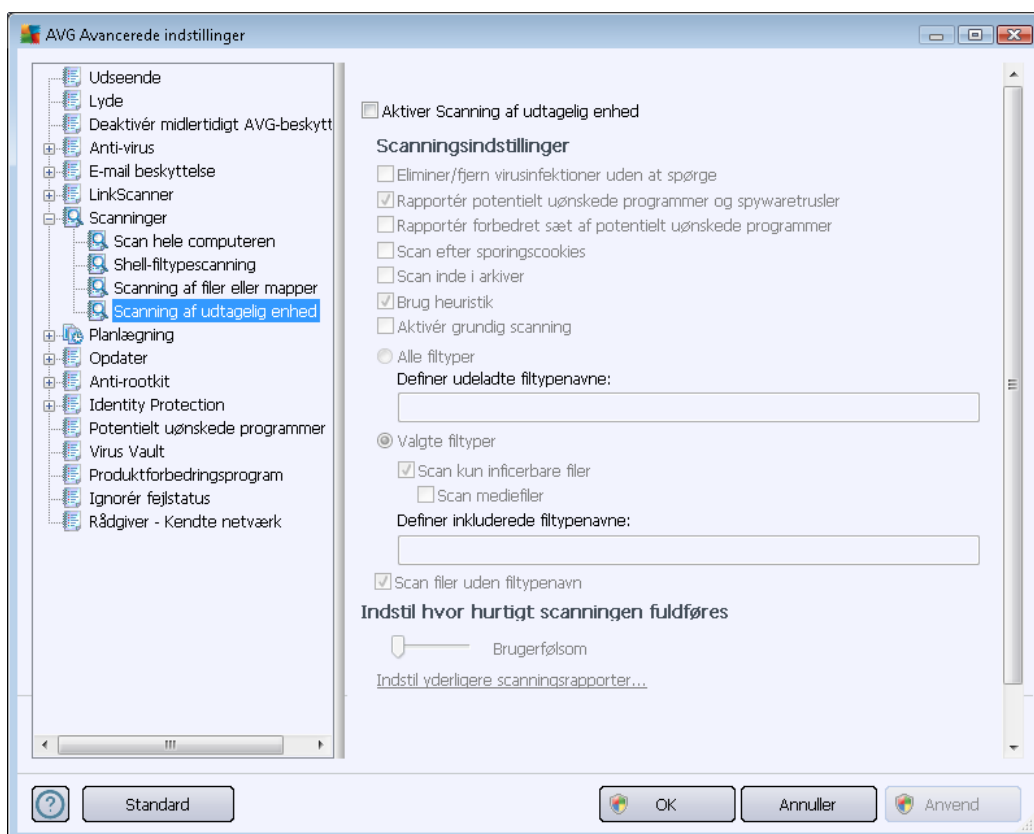 AVG Avancerede indstillinger
Udseende
Lyde
Deaktivér midlertidigt AVG-beskytt
Anti-virus
E-mail beskyttelse
LinkScanner
Scanninger
Scan hele computeren
Shell-filtypescanning
Scanning af filer eller mapper
Scanning af udtagelig enhed
Planlægning
Opdater
Anti-rootkit
Identity Protection
Potentielt uønskede programmer
Virus Vault
Produktforbedringsprogram
Ignorér fejlstatus
Rådgiver - Kendte netværk
Aktiver Scanning af udtagelig enhed
Scanningsindstillinger
Eliminer/fjern virusinfektioner uden at spørge
Rapportér potentielt uønskede programmer og spywaretrusler
Rapportér forbedret sæt af potentielt uønskede programmer
Scan efter sporingscookies
Scan inde i arkiver
Brug heuristik
Aktivér grundig scanning
Alle filtyper
Definer udeladte filtypenavne:
Valgte filtyper
Scan kun inficerbare filer
Scan mediefiler
Definer inkluderede filtypenavne:
Scan filer uden filtypenavn
Indstil hvor hurtigt scanningen fuldføres
Brugerfølsom
Indstil yderligere scanningsrapporter...
Standard
OK
Annuller
Anvend